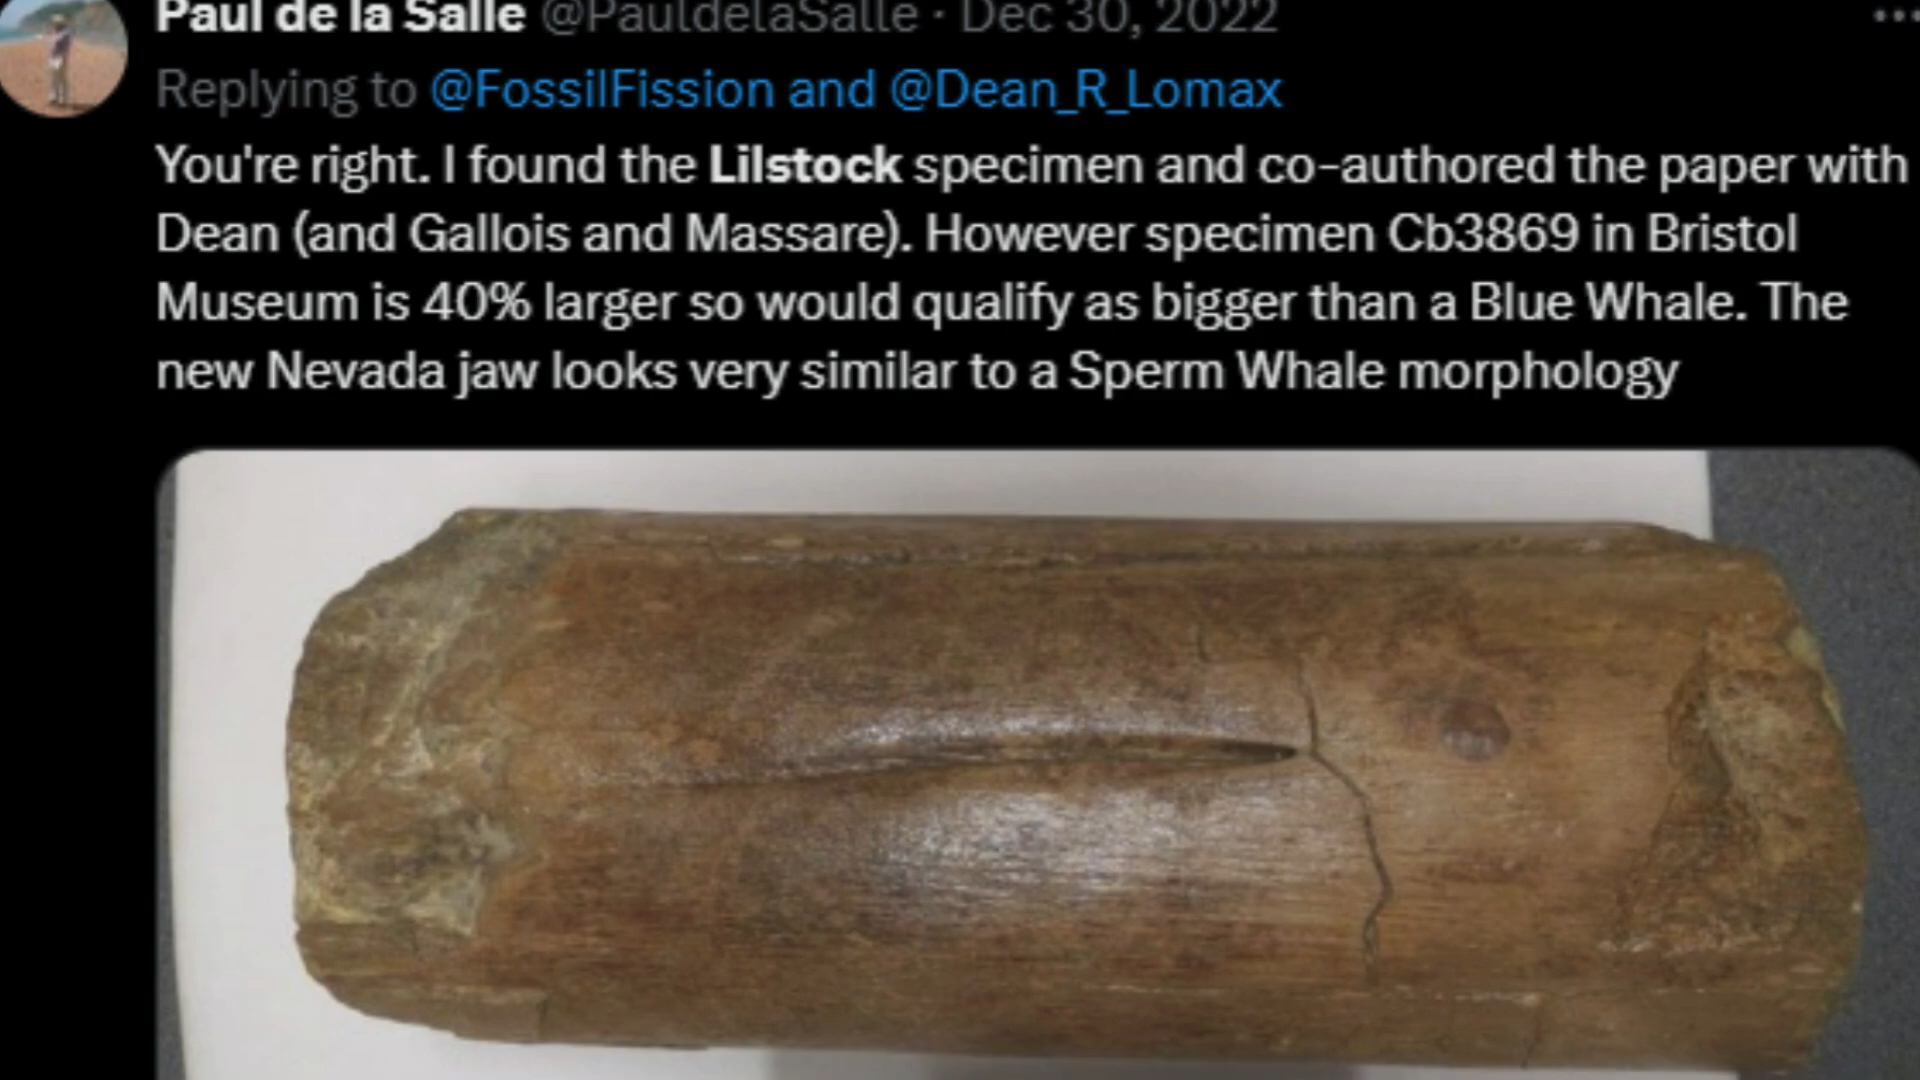 Paul de la Salle @PauldelaSalle · Dec 30, 2022
Replying to @FossilFission and @Dean_R_Lomax
You're right. I found the Lilstock specimen and co-authored the paper with
Dean (and Gallois and Massare). However specimen Cb3869 in Bristol
Museum is 40% larger so would qualify as bigger than a Blue Whale. The
new Nevada jaw looks very similar to a Sperm Whale morphology